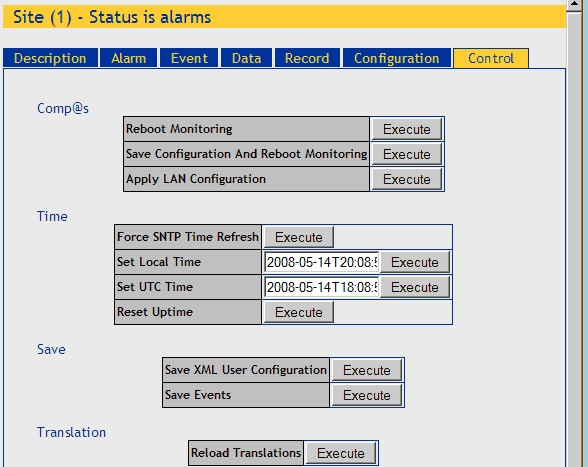 Site (1) - Status is alarms
Description Alarm Event Data Record Configuration Control
Comp@s
Reboot Monitoring Execute
Save Configuration And Reboot Monitoring Execute
Apply LAN Configuration Execute
Time
Force SNTP Time Refresh Execute
Set Local Time 2008-05-14T20:08:5 Execute
Set UTC Time 2008-05-14T18:08:5 Execute
Reset Uptime Execute
Save
Save XML User Configuration Execute
Save Events Execute
Translation
Reload Translations Execute